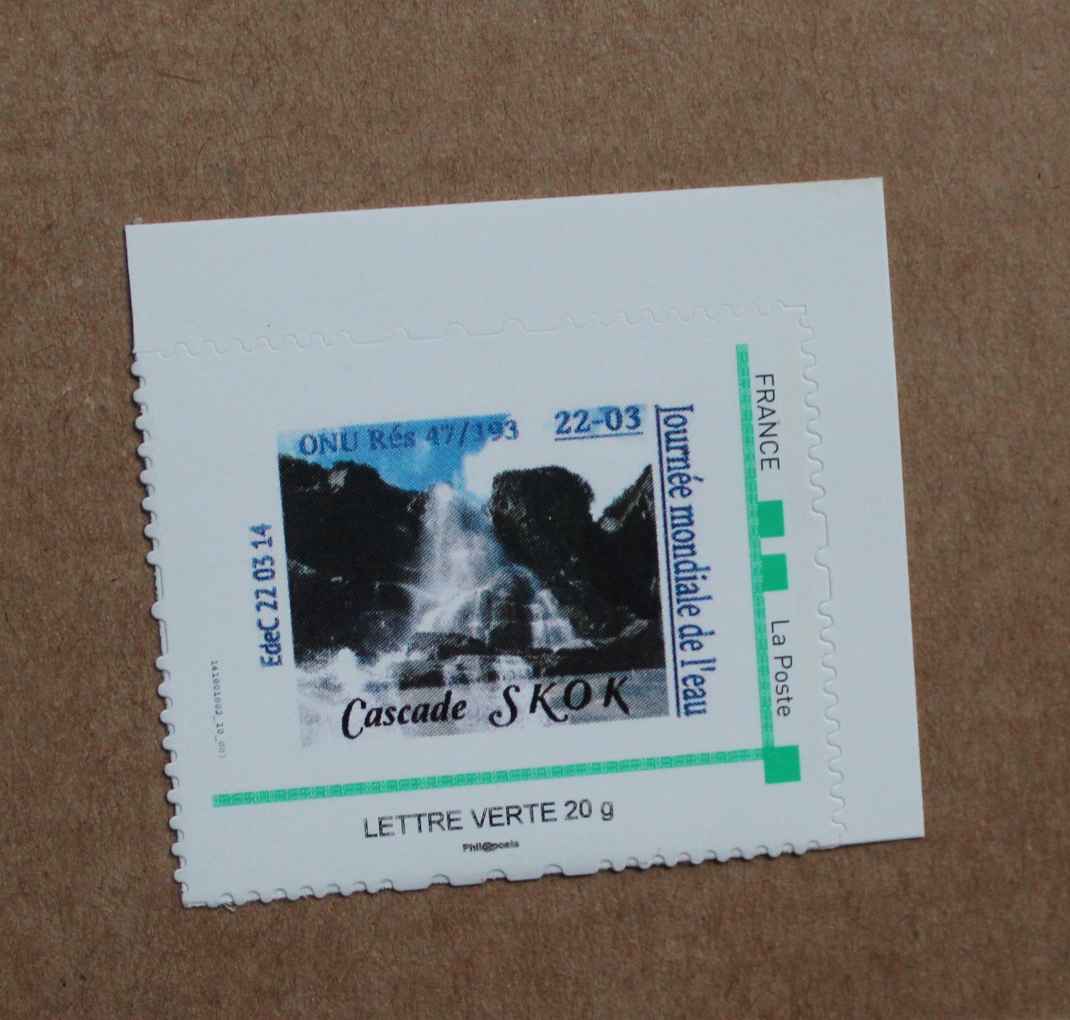 ONU Rés 47/193
22-03
Journée mondiale de l'eau
EdeC 22 03 14
Cascade SKOK
FRANCE
La Poste
LETTRE VERTE 20 g
Phil@poste